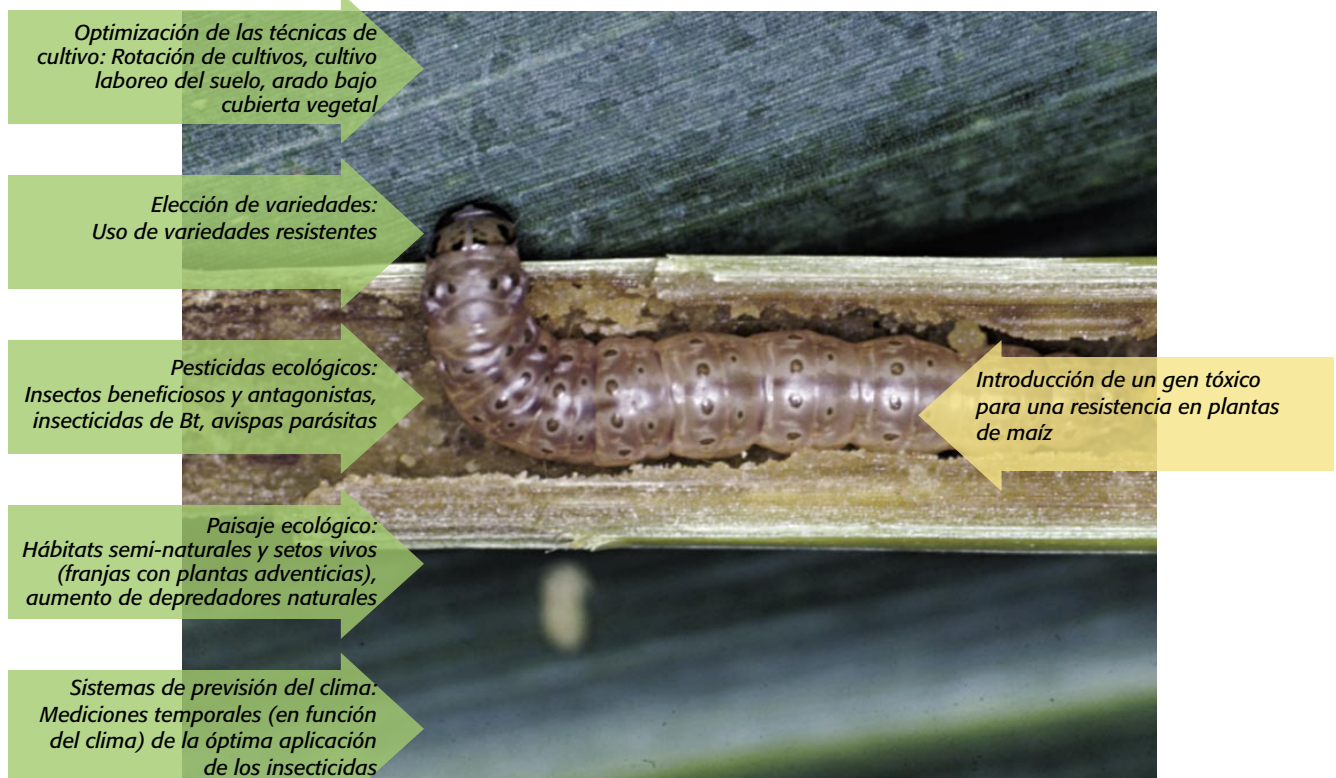 Optimización de las técnicas de
cultivo: Rotación de cultivos, cultivo
laboreo del suelo, arado bajo
cubierta vegetal
Elección de variedades:
Uso de variedades resistentes
Pesticidas ecológicos:
Insectos beneficiosos y antagonistas,
insecticidas de Bt, avispas parásitas
Introducción de un gen tóxico
para una resistencia en plantas
de maíz
Paisaje ecológico:
Hábitats semi-naturales y setos vivos
(franjas con plantas adventicias),
aumento de depredadores naturales
Sistemas de previsión del clima:
Mediciones temporales (en función
del clima) de la óptima aplicación
de los insecticidas